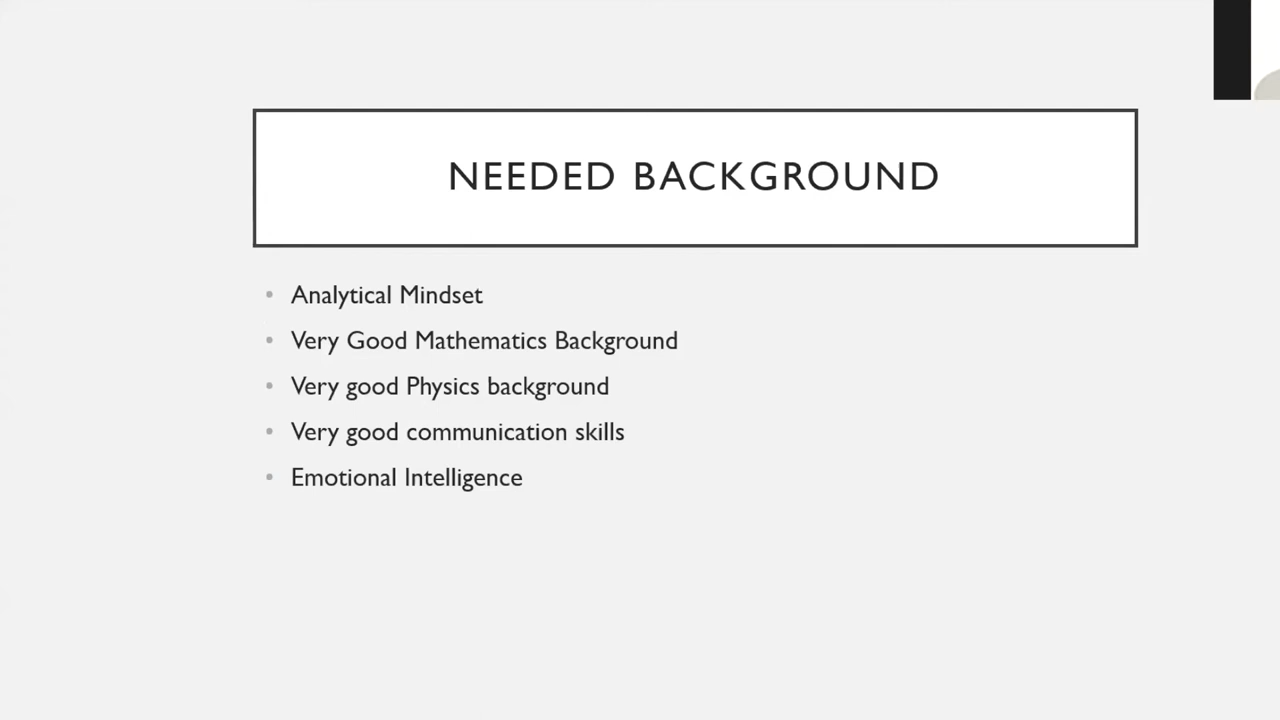 NEEDED BACKGROUND
• Analytical Mindset
• Very Good Mathematics Background
• Very good Physics background
• Very good communication skills
• Emotional Intelligence